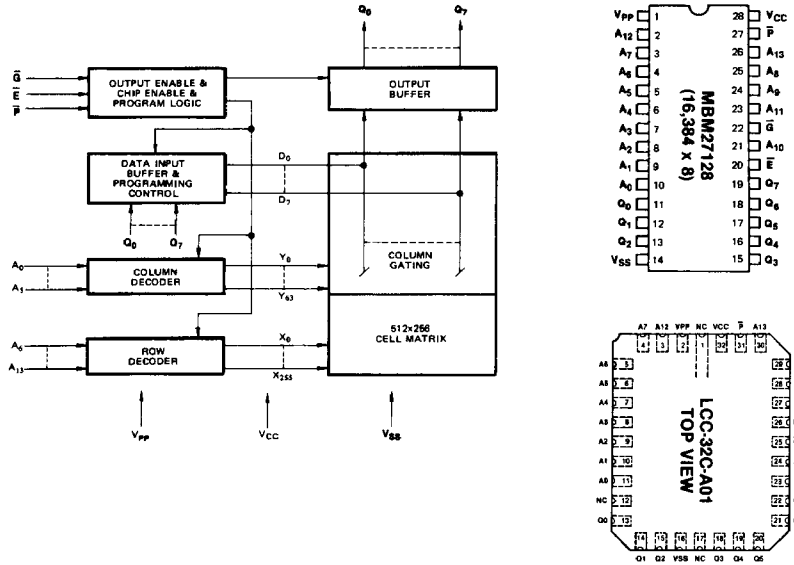 Q0 Q7
G̅
E̅
P̅
OUTPUT ENABLE &
CHIP ENABLE &
PROGRAM LOGIC
OUTPUT
BUFFER
DATA INPUT
BUFFER &
PROGRAMMING
CONTROL
D0
D7
Q0 Q7
COLUMN
GATING
A0
A1
COLUMN
DECODER
Y0
Y63
512x256
CELL MATRIX
A6
A13
ROW
DECODER
X0
X255
VPP VCC VSS
VPP 1 28 VCC
A12 2 27 P̅
A7 3 26 A13
A6 4 25 A8
A5 5 24 A9
A4 6 23 A11
A3 7 22 G̅
A2 8 21 A10
A1 9 20 E̅
A0 10 19 Q7
Q0 11 18 Q6
Q1 12 17 Q5
Q2 13 16 Q4
VSS 14 15 Q3
MBM27128
(16,384 x 8)
A7 A12 VPP NC VCC P̅ A13
4 3 2 32 31 30
A6 5 29
A5 6 28
A4 7 27
A3 8 26
A2 9 25
A1 10 24
A0 11 23
NC 12 22
Q0 13 21
LCC-32C-A01
TOP VIEW
14 15 16 17 18 19 20
Q1 Q2 VSS NC Q3 Q4 Q5